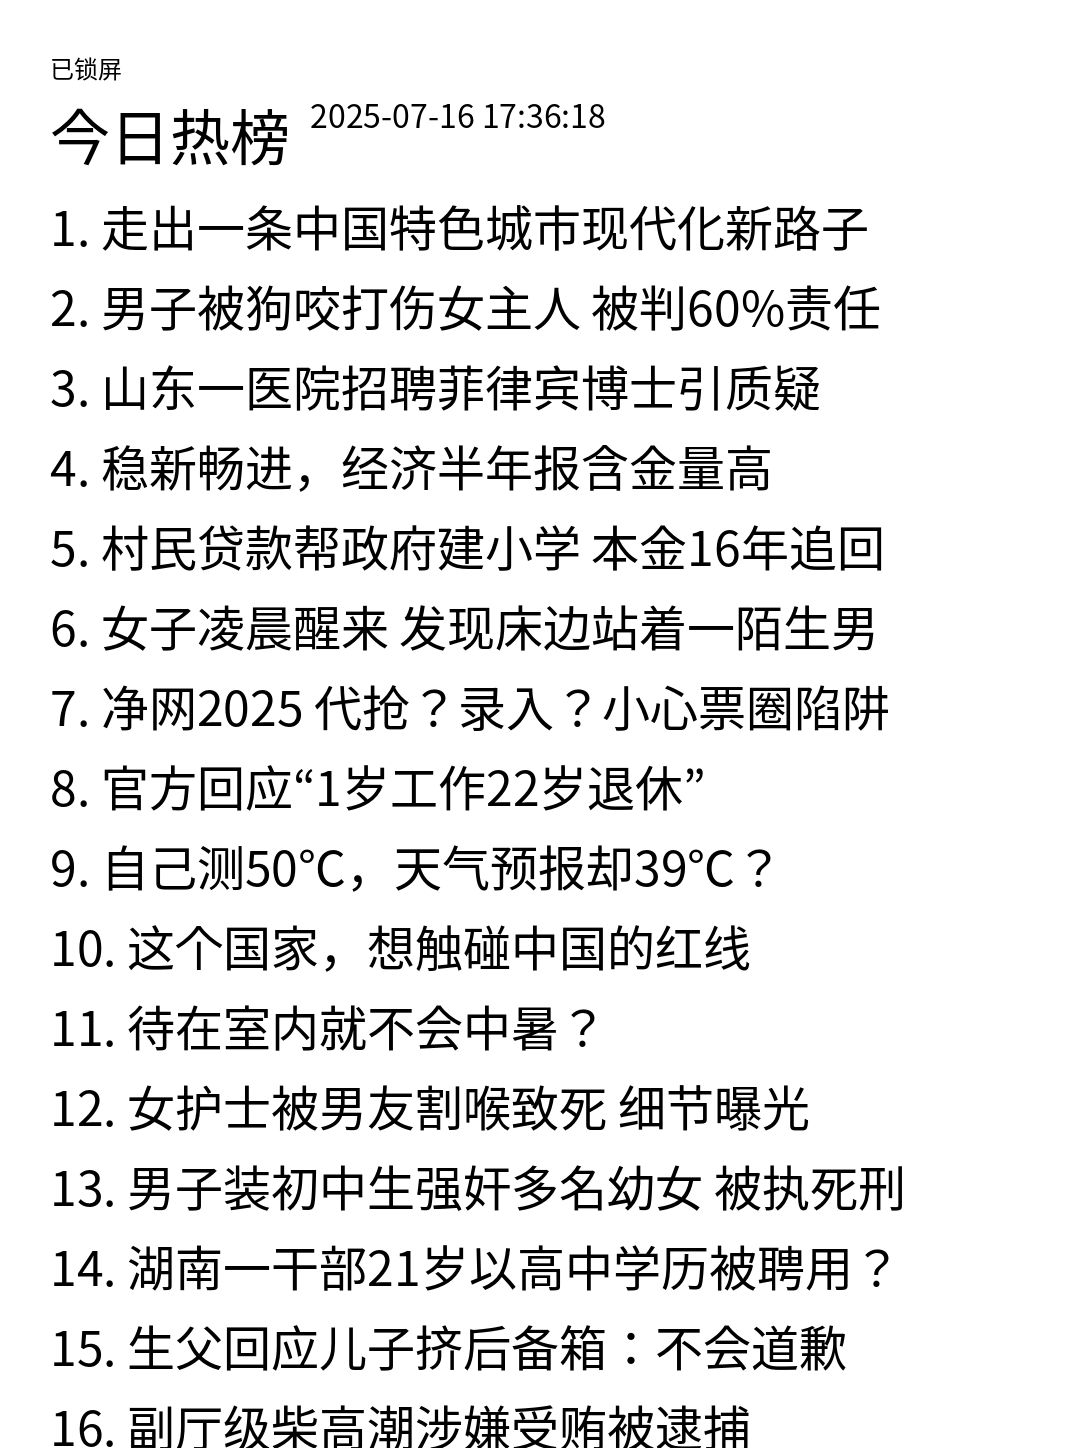 已锁屏
今日热榜 2025-07-16 17:36:18
1. 走出一条中国特色城市现代化新路子
2. 男子被狗咬打伤女主人 被判60%责任
3. 山东一医院招聘菲律宾博士引质疑
4. 稳新畅进，经济半年报含金量高
5. 村民贷款帮政府建小学 本金16年追回
6. 女子凌晨醒来 发现床边站着一陌生男
7. 净网2025 代抢？录入？小心票圈陷阱
8. 官方回应“1岁工作22岁退休”
9. 自己测50℃，天气预报却39℃？
10. 这个国家，想触碰中国的红线
11. 待在室内就不会中暑？
12. 女护士被男友割喉致死 细节曝光
13. 男子装初中生强奸多名幼女 被执死刑
14. 湖南一干部21岁以高中学历被聘用？
15. 生父回应儿子挤后备箱：不会道歉
16. 副厅级柴高潮涉嫌受贿被逮捕